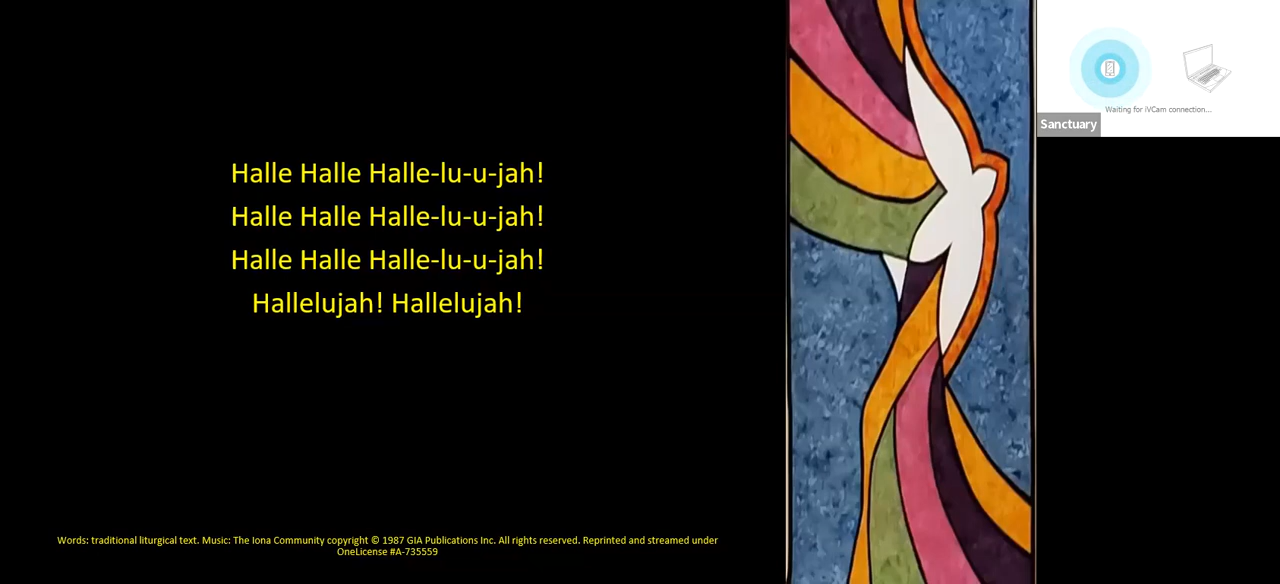 Halle Halle Halle-lu-u-jah!
Halle Halle Halle-lu-u-jah!
Halle Halle Halle-lu-u-jah!
Hallelujah! Hallelujah!
Words: traditional liturgical text. Music: The Iona Community copyright © 1987 GIA Publications Inc. All rights reserved. Reprinted and streamed under
OneLicense #A-735559
Waiting for iVCam connection...
Sanctuary